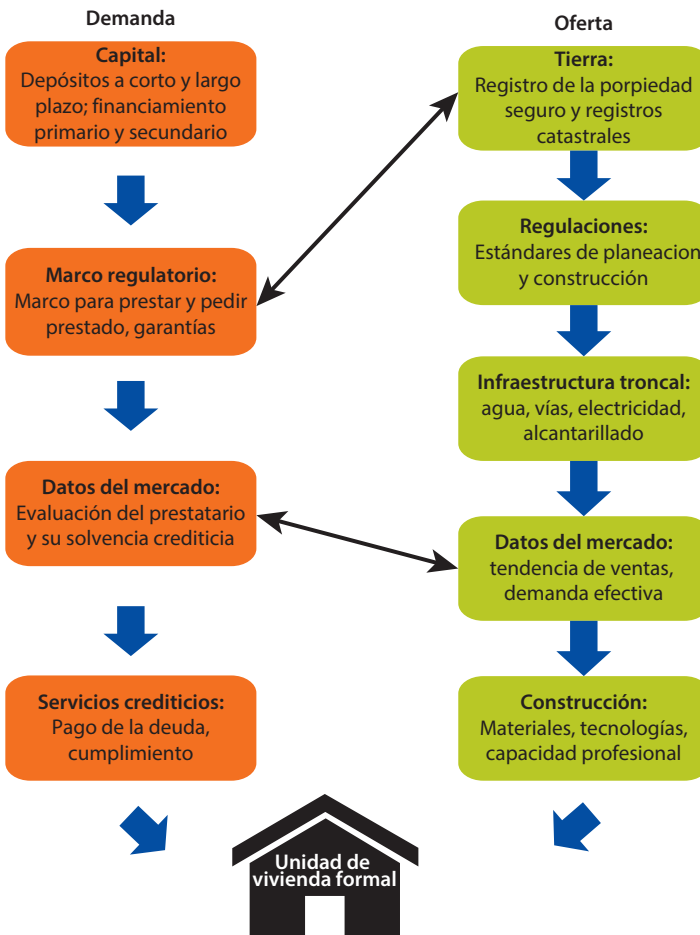 Demanda
Capital:
Depósitos a corto y largo
plazo; financiamiento
primario y secundario
Marco regulatorio:
Marco para prestar y pedir
prestado, garantías
Datos del mercado:
Evaluación del prestatario
y su solvencia crediticia
Servicios crediticios:
Pago de la deuda,
cumplimiento
Oferta
Tierra:
Registro de la porpiedad
seguro y registros
catastrales
Regulaciones:
Estándares de planeacion
y construcción
Infraestructura troncal:
agua, vías, electricidad,
alcantarillado
Datos del mercado:
tendencia de ventas,
demanda efectiva
Construcción:
Materiales, tecnologías,
capacidad profesional
Unidad de
vivienda formal